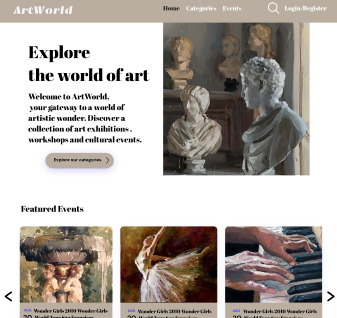 ArtWorld
Home Categories Events Login/Register
Explore
the world of art
Welcome to ArtWorld,
your gateway to a world of
artistic wonder. Discover a
collection of art exhibitions ,
workshops and cultural events.
Explore our categories
Featured Events
Wonder Girls 2010 Wonder Girls
Wonder Girls 2010 Wonder Girls
Wonder Girls 2010 Wonder Girls